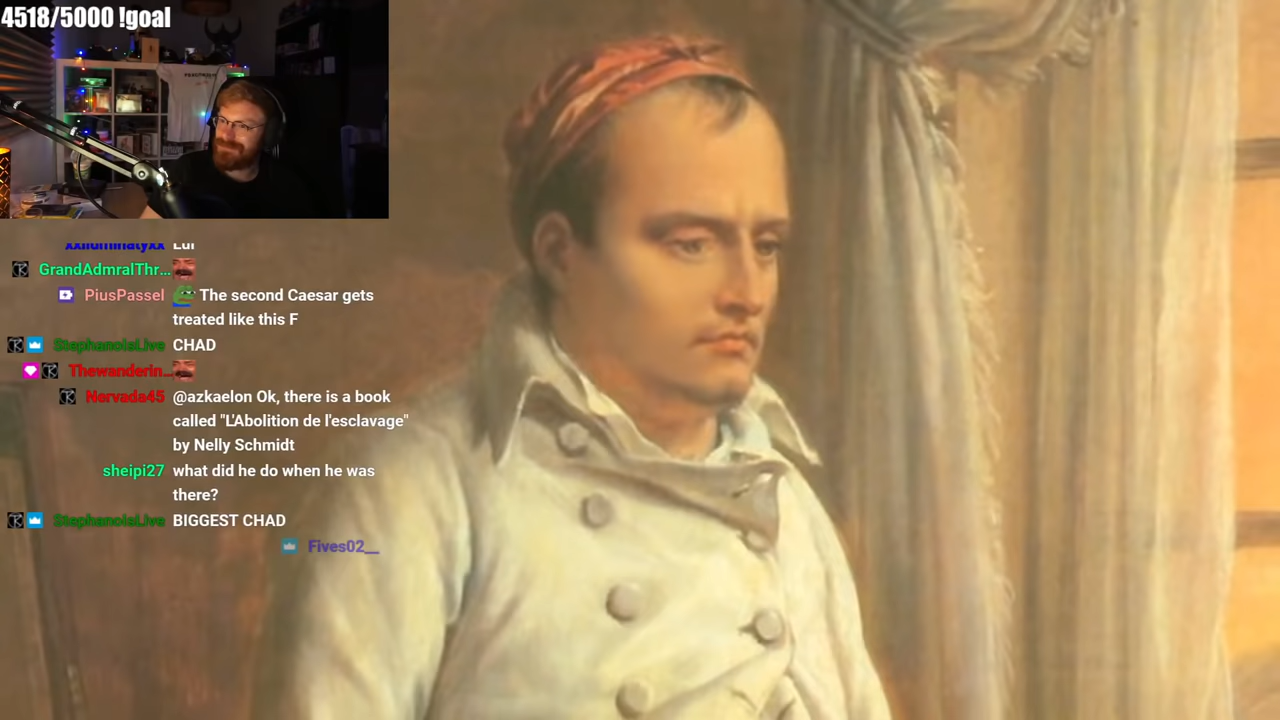 4518/5000 !goal
xxilluminatyxx Lul
GrandAdmralThr...
PiusPassel The second Caesar gets
treated like this F
StephanoisLive CHAD
Thewanderin...
Norvada45 @azkaelon Ok, there is a book
called "L'Abolition de l'esclavage"
by Nelly Schmidt
sheipi27 what did he do when he was
there?
StephanoisLive BIGGEST CHAD
Fives02__